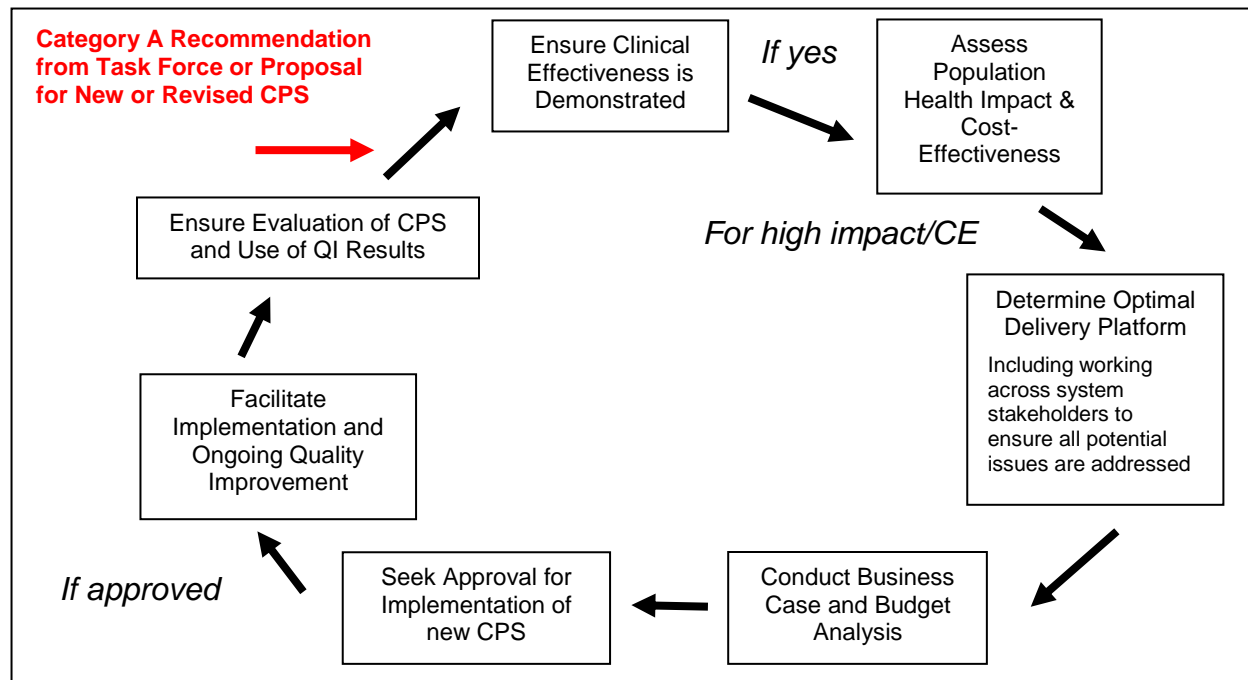 Category A Recommendation
from Task Force or Proposal
for New or Revised CPS
Ensure Clinical
Effectiveness is
Demonstrated
If yes
Assess
Population
Health Impact &
Cost-
Effectiveness
For high impact/CE
Determine Optimal
Delivery Platform
Including working
across system
stakeholders to
ensure all potential
issues are addressed
Conduct Business
Case and Budget
Analysis
Seek Approval for
Implementation of
new CPS
If approved
Facilitate
Implementation and
Ongoing Quality
Improvement
Ensure Evaluation of CPS
and Use of QI Results